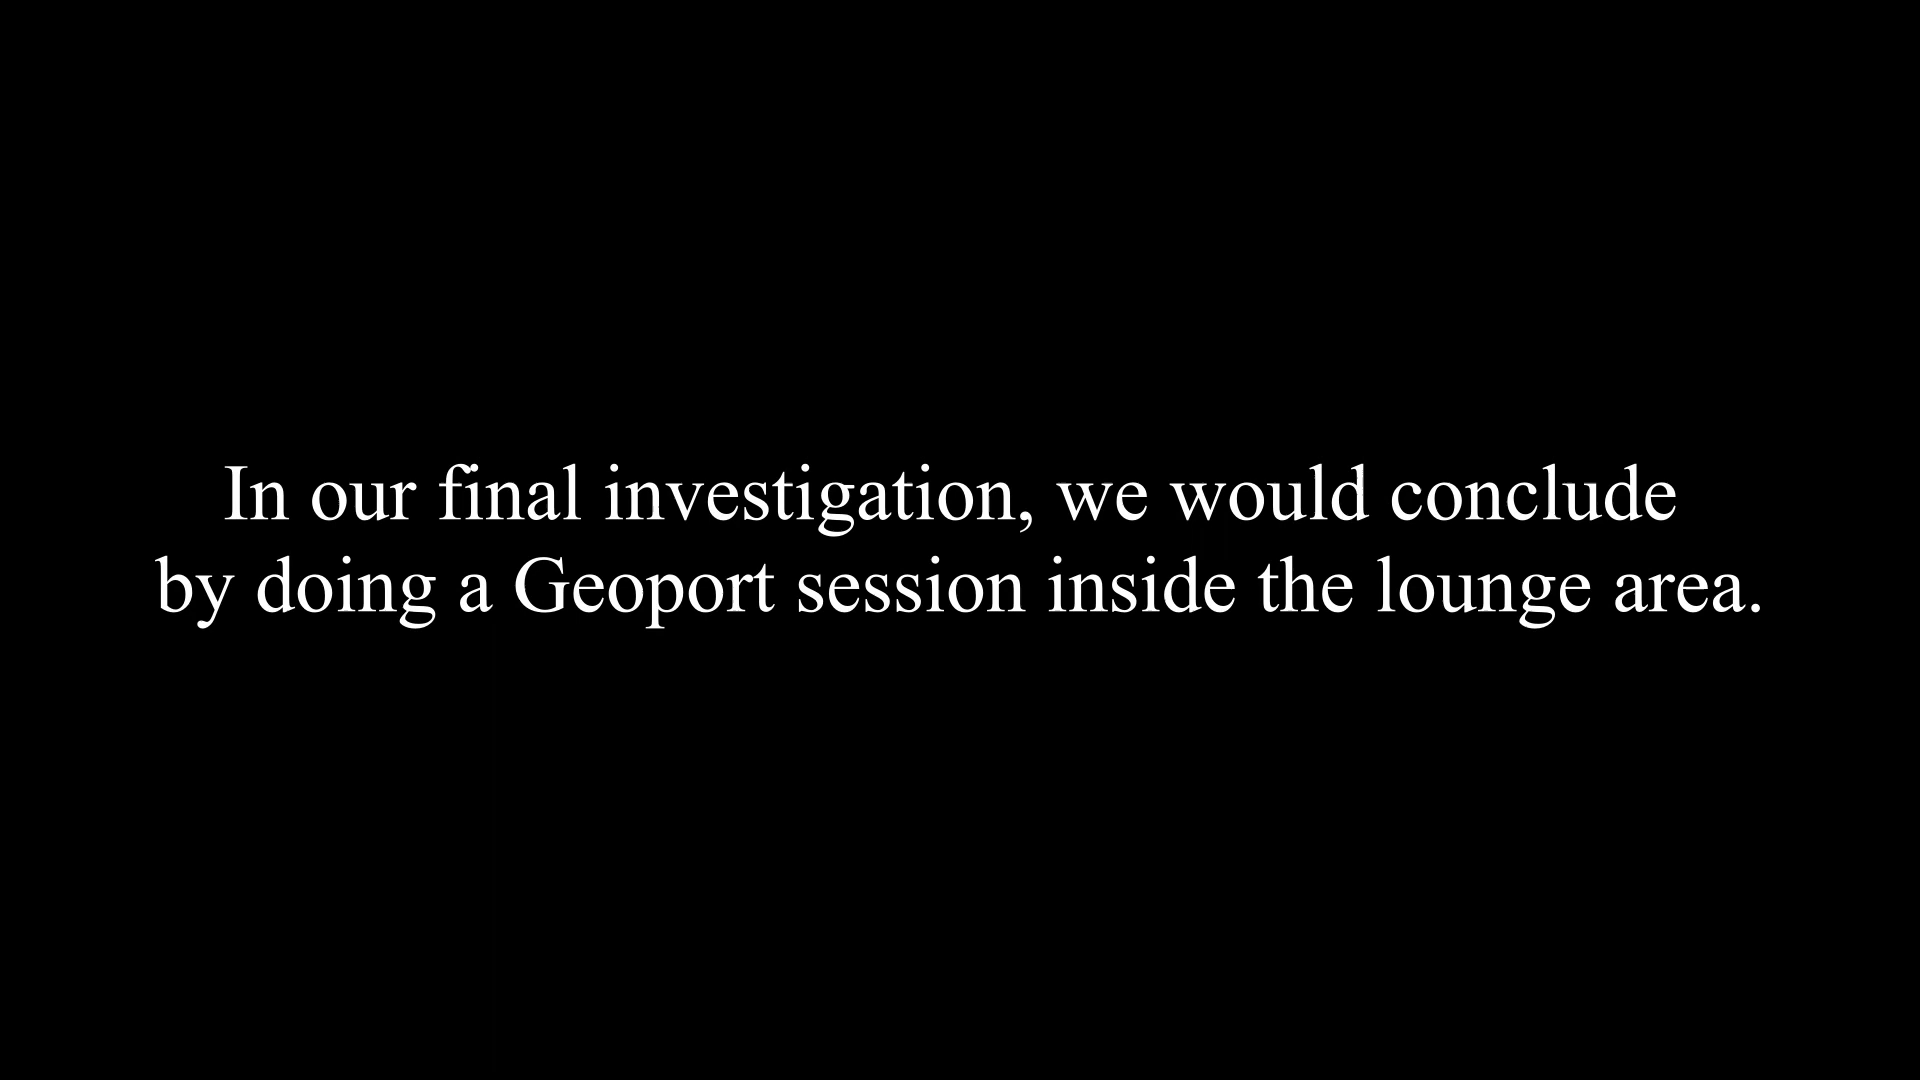 In our final investigation, we would conclude
by doing a Geoport session inside the lounge area.